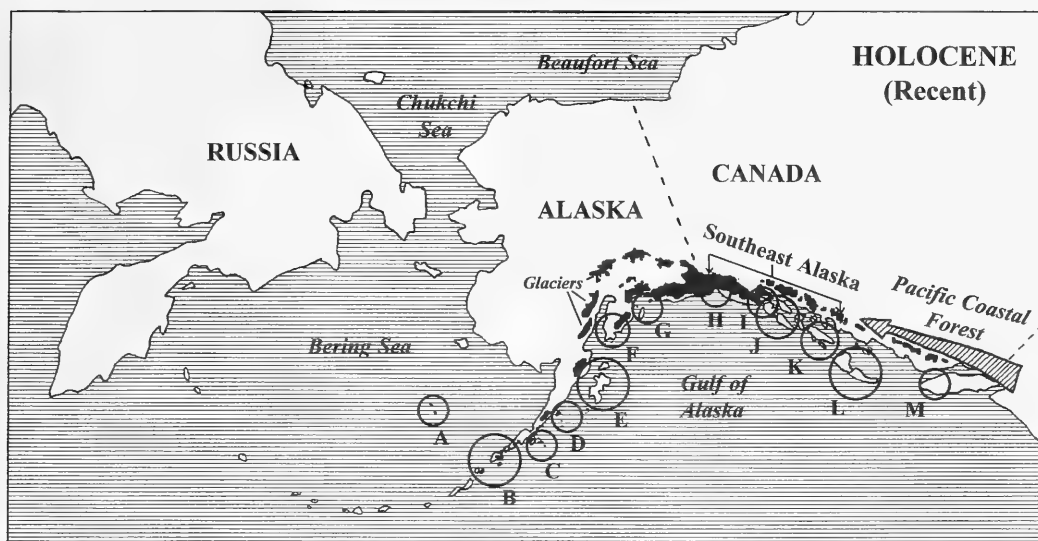 HOLOCENE
(Recent)
Beaufort Sea
Chukchi
Sea
RUSSIA
CANADA
ALASKA
Southeast Alaska
Glaciers
Pacific Coastal
Forest
Bering Sea
Gulf of
Alaska
A
B
C
D
E
F
G
H
I
J
K
L
M